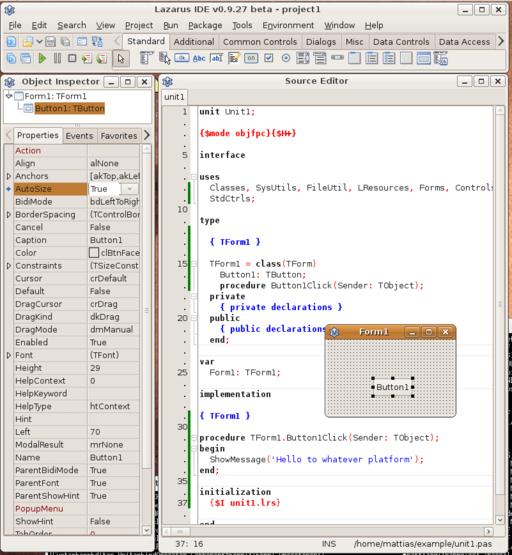 Lazarus IDE v0.9.27 beta - project1
File Edit Search View Project Run Package Tools Environment Window Help
Standard Additional Common Controls Dialogs Misc Data Controls Data Access
Object Inspector
Form1: TForm1
Button1: TButton
Properties Events Favorites
Action
Align alNone
Anchors [akTop,akLef
AutoSize True
BidiMode bdLeftToRigh
BorderSpacing (TControlBor
Cancel False
Caption Button1
Color clBtnFace
Constraints (TSizeConst
Cursor crDefault
Default False
DragCursor crDrag
DragKind dkDrag
DragMode dmManual
Enabled True
Font (TFont)
Height 29
HelpContext 0
HelpKeyword
HelpType htContext
Hint
Left 70
ModalResult mrNone
Name Button1
ParentBidiMode True
ParentFont True
ParentShowHint True
PopupMenu
ShowHint False
TabOrder 0
Source Editor
unit1
1 unit Unit1;
{$mode objfpc}{$H+}
5 interface
uses
Classes, SysUtils, FileUtil, LResources, Forms, Controls
StdCtrls;
10
type
{ TForm1 }
15 TForm1 = class(TForm)
Button1: TButton;
procedure Button1Click(Sender: TObject);
private
{ private declarations }
20 public
{ public declarations
end;
var
25 Form1: TForm1;
implementation
{ TForm1 }
30
procedure TForm1.Button1Click(Sender: TObject);
begin
ShowMessage('Hello to whatever platform');
end;
35
initialization
37 {$I unit1.lrs}
end
37: 16 INS /home/mattias/example/unit1.pas
Form1
Button1